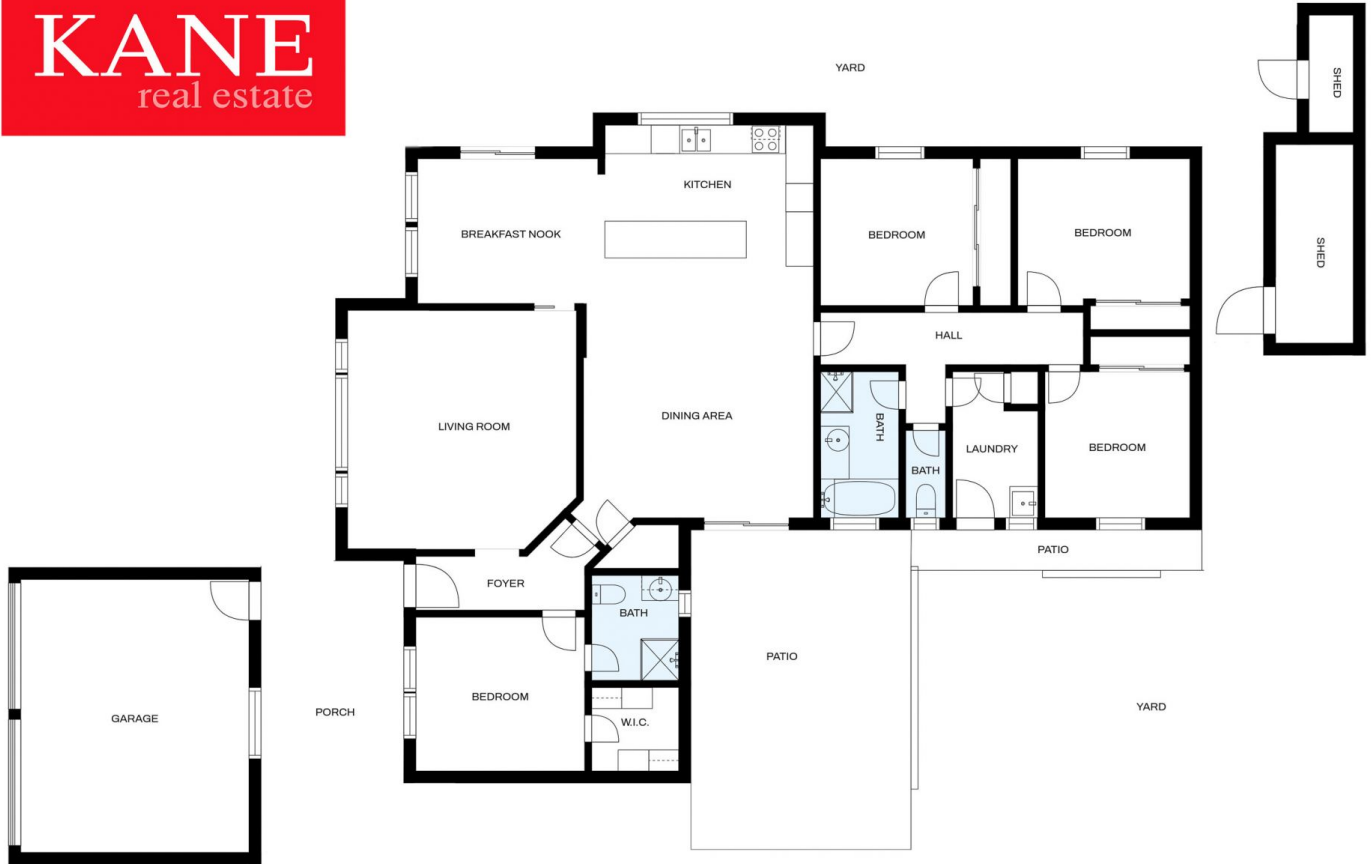 KANE
real estate
YARD
SHED
KITCHEN
BREAKFAST NOOK
BEDROOM
BEDROOM
SHED
HALL
LIVING ROOM
DINING AREA
BATH
BATH
LAUNDRY
BEDROOM
PATIO
FOYER
BATH
PATIO
BEDROOM
W.I.C.
GARAGE
PORCH
YARD